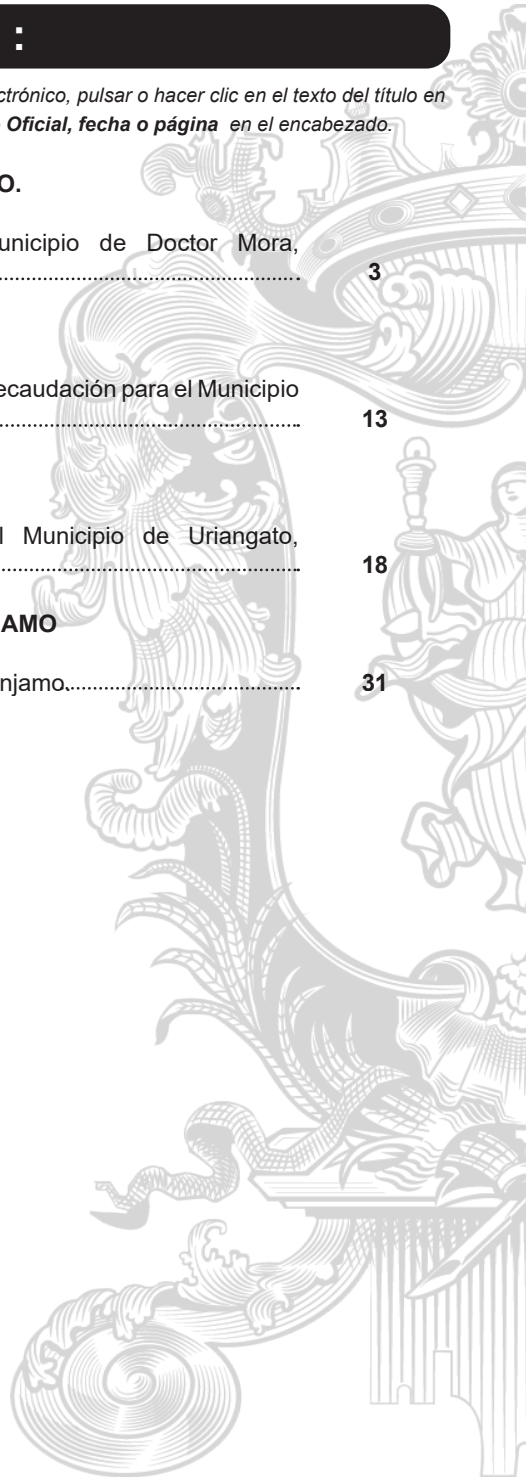 :
ctrónico, pulsar o hacer clic en el texto del título en
Oficial, fecha o página en el encabezado.
O.
unicipio de Doctor Mora,
........................................................ 3
ecaudación para el Municipio
........................................................ 13
l Municipio de Uriangato,
........................................................ 18
AMO
njamo........................................................ 31